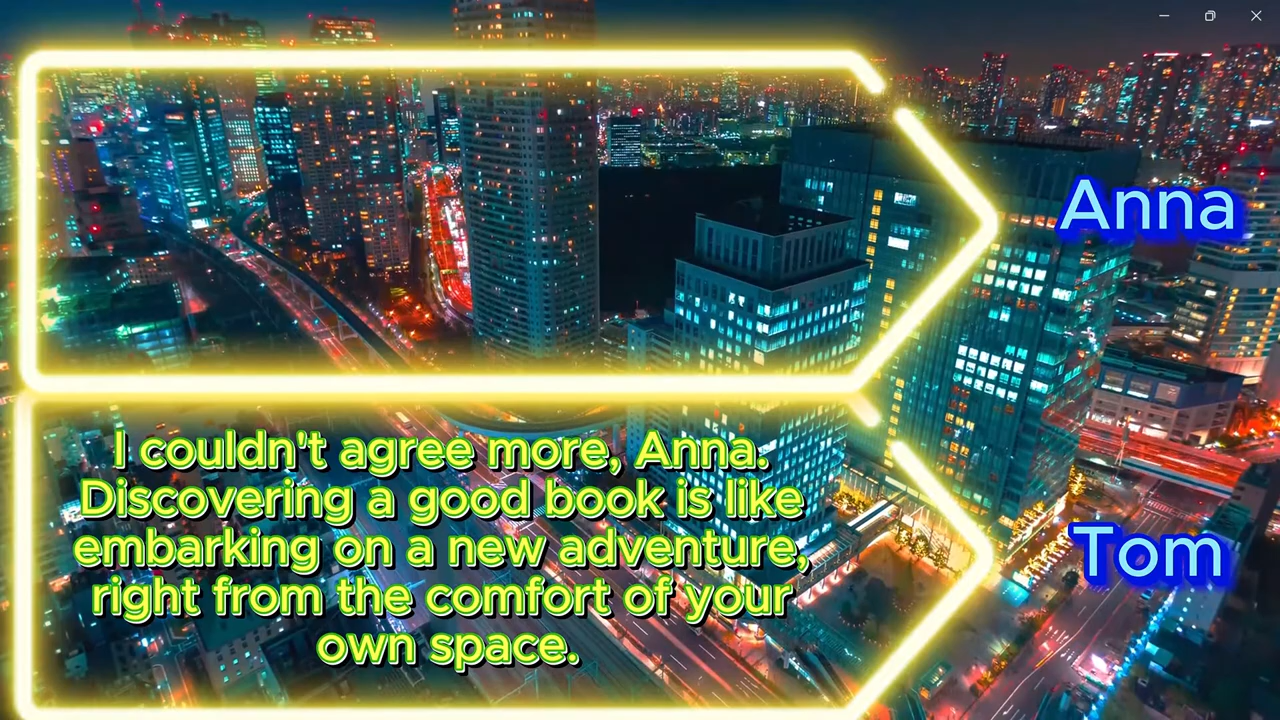 Anna
I couldn't agree more, Anna.
Discovering a good book is like
embarking on a new adventure,
right from the comfort of your
own space.
Tom